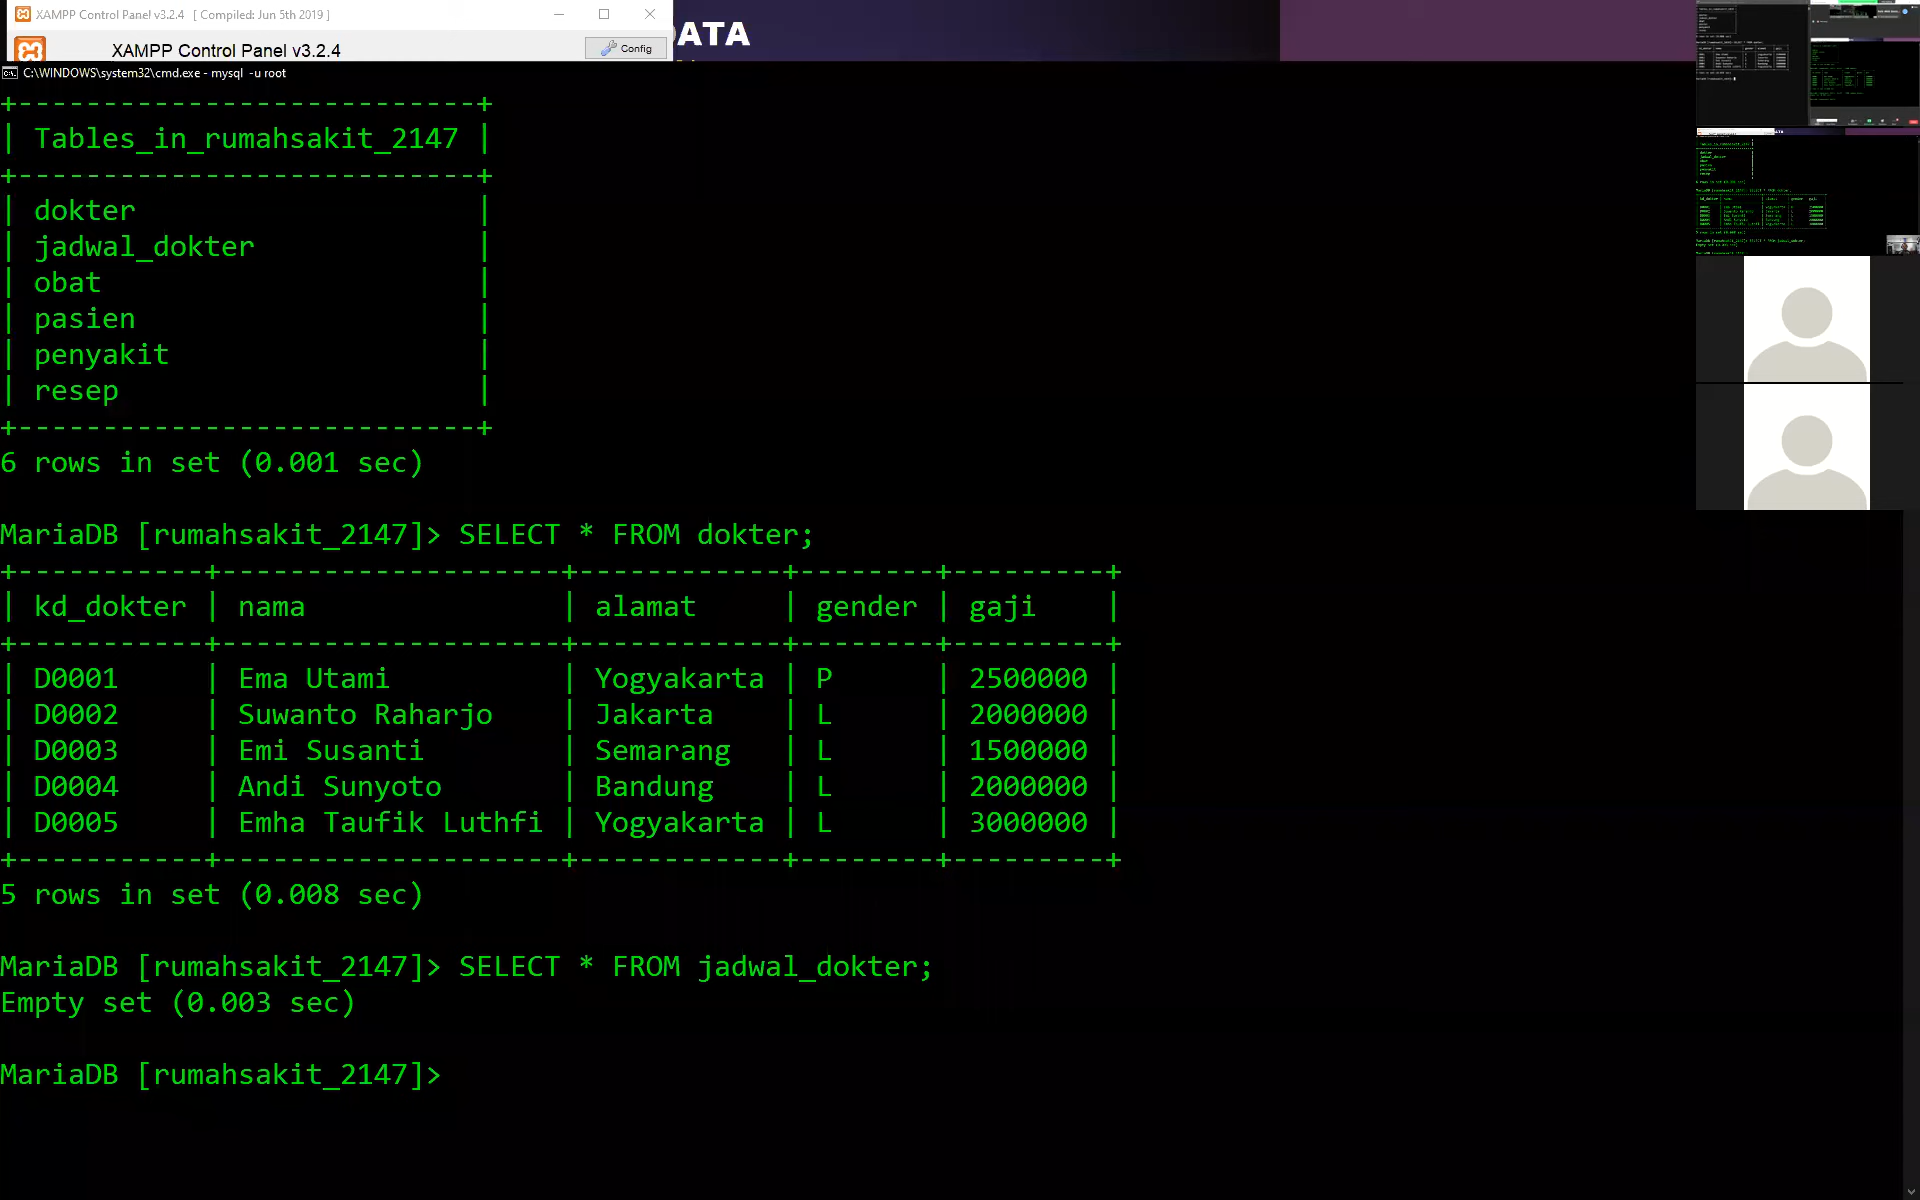 XAMPP Control Panel v3.2.4 [ Compiled: Jun 5th 2019 ]
XAMPP Control Panel v3.2.4
Config
DATA
C:\WINDOWS\system32\cmd.exe - mysql -u root
+----------------------------+
| Tables_in_rumahsakit_2147 |
+----------------------------+
| dokter |
| jadwal_dokter |
| obat |
| pasien |
| penyakit |
| resep |
+----------------------------+
6 rows in set (0.001 sec)
MariaDB [rumahsakit_2147]> SELECT * FROM dokter;
+-----------+--------------------+------------+--------+---------+
| kd_dokter | nama | alamat | gender | gaji |
+-----------+--------------------+------------+--------+---------+
| D0001 | Ema Utami | Yogyakarta | P | 2500000 |
| D0002 | Suwanto Raharjo | Jakarta | L | 2000000 |
| D0003 | Emi Susanti | Semarang | L | 1500000 |
| D0004 | Andi Sunyoto | Bandung | L | 2000000 |
| D0005 | Emha Taufik Luthfi | Yogyakarta | L | 3000000 |
+-----------+--------------------+------------+--------+---------+
5 rows in set (0.008 sec)
MariaDB [rumahsakit_2147]> SELECT * FROM jadwal_dokter;
Empty set (0.003 sec)
MariaDB [rumahsakit_2147]>